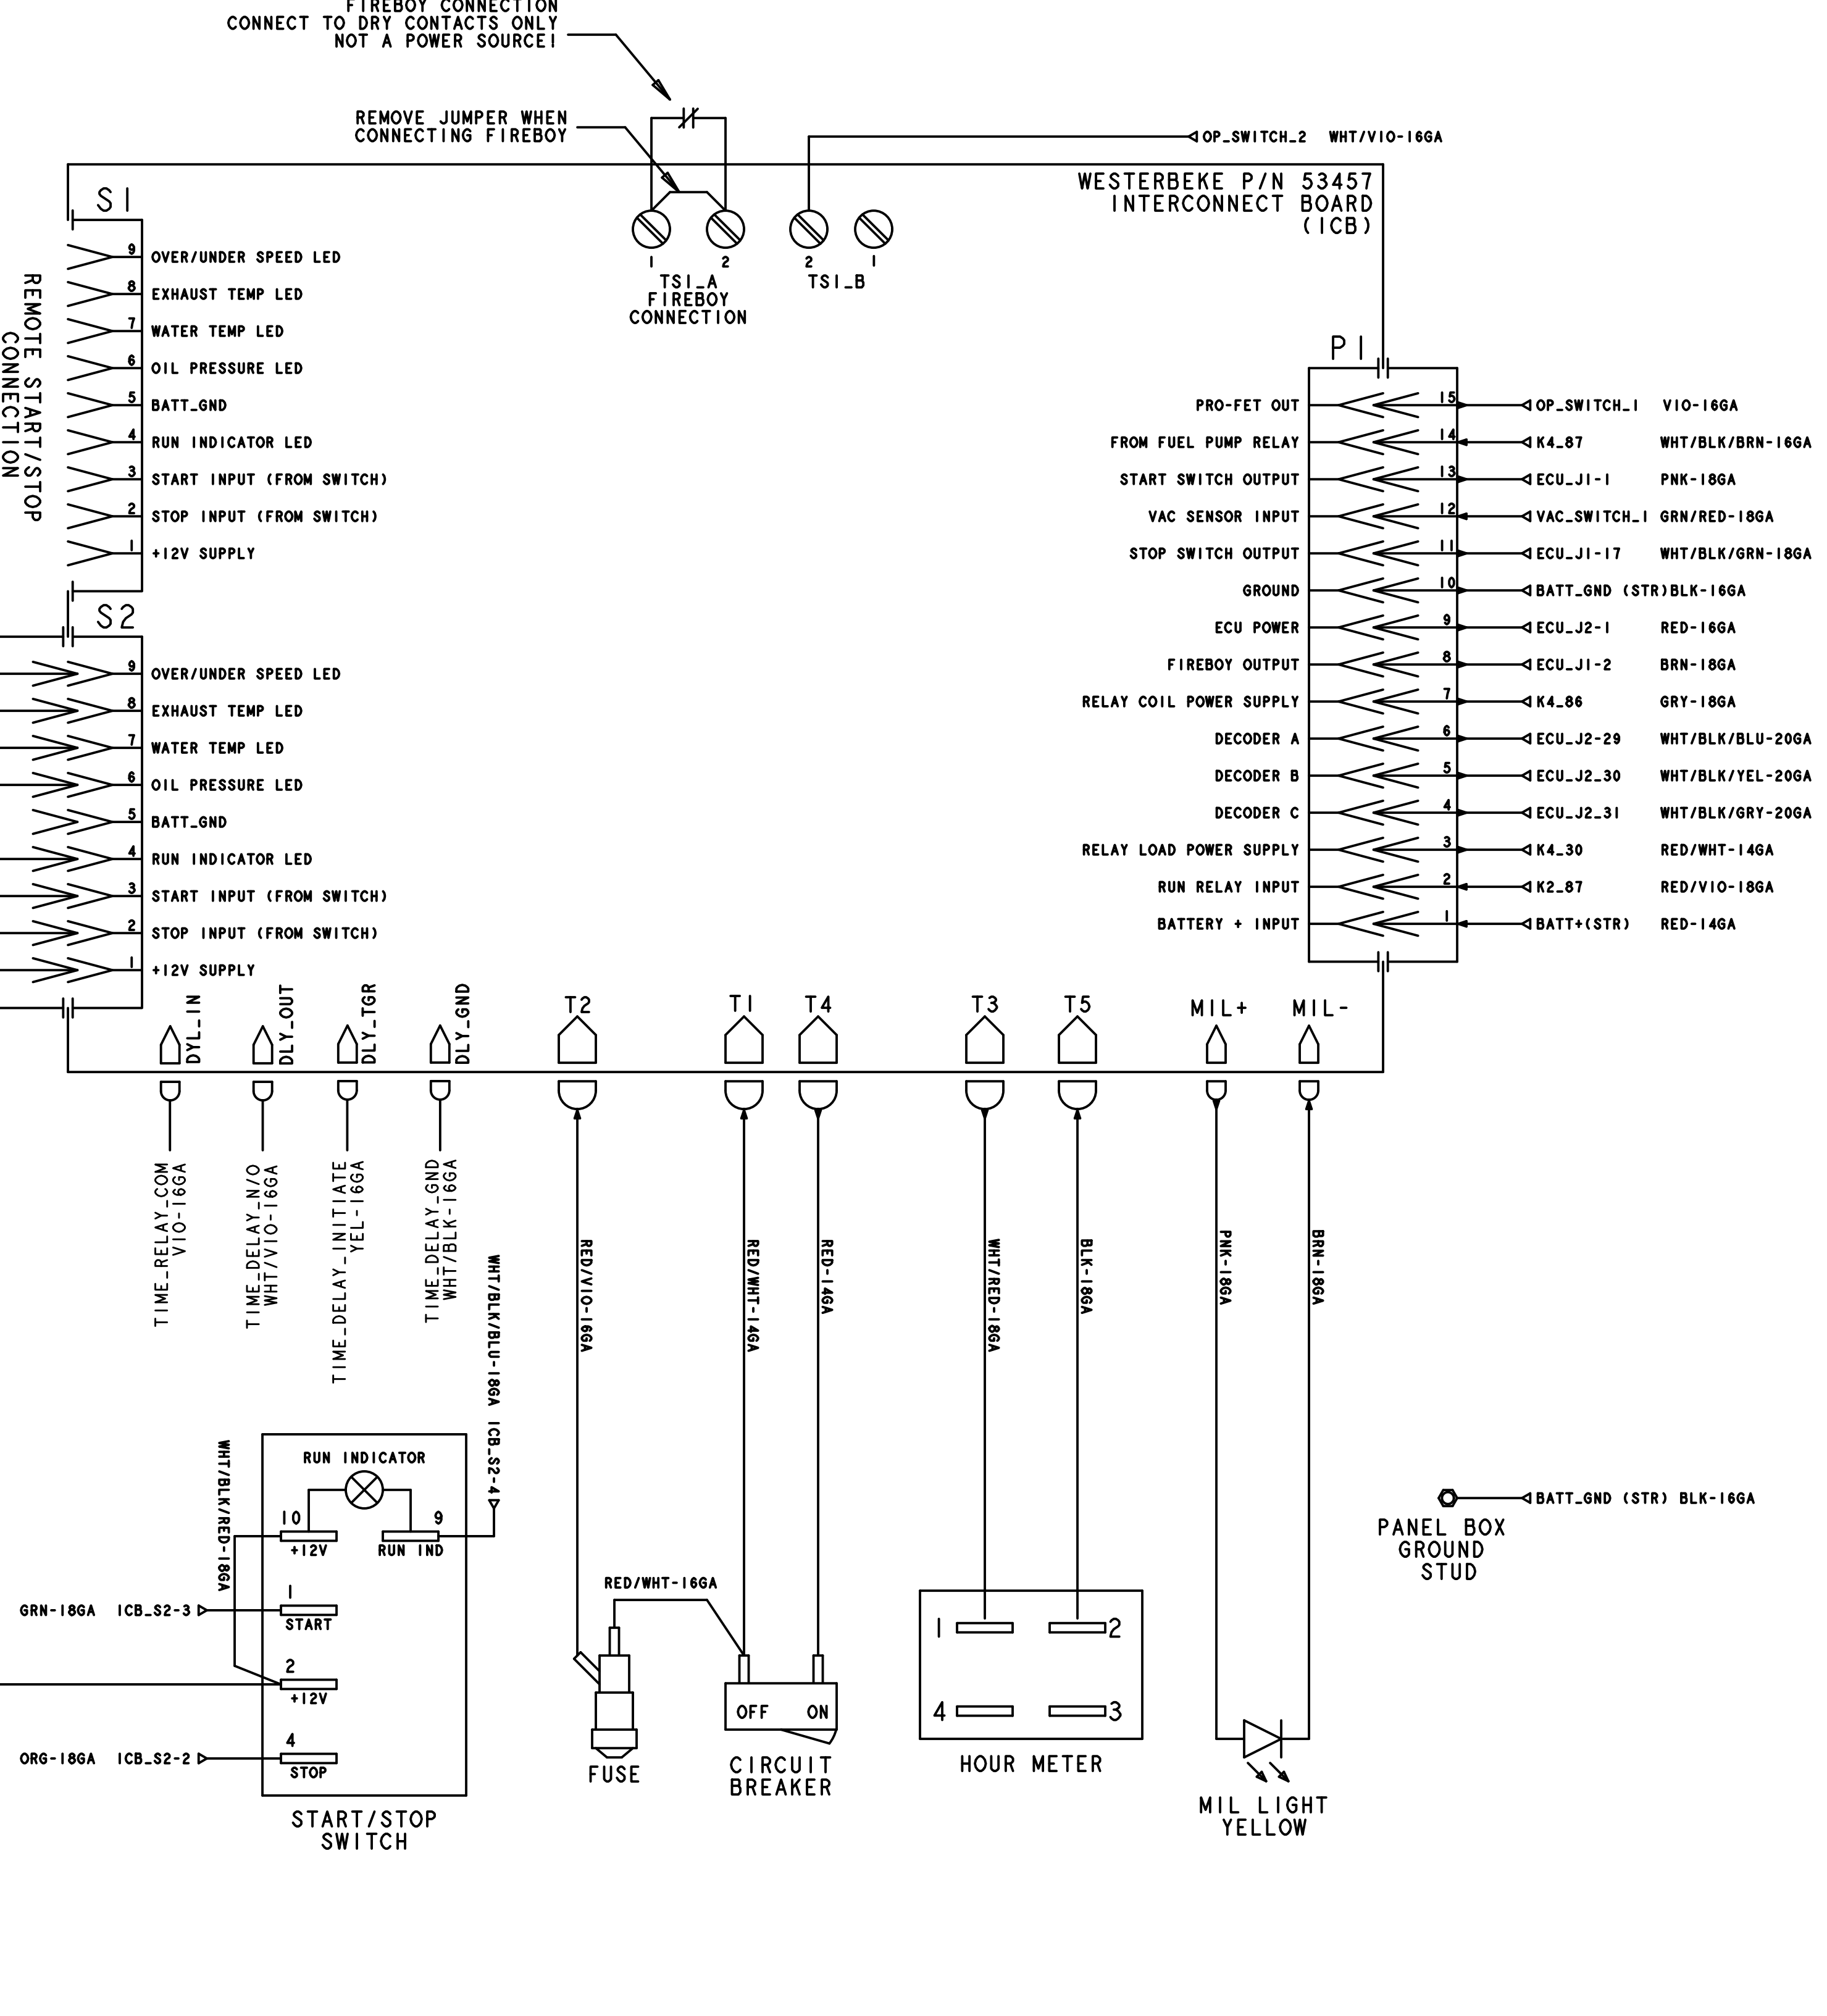 FIREBOY CONNECTION
CONNECT TO DRY CONTACTS ONLY
NOT A POWER SOURCE!
REMOVE JUMPER WHEN
CONNECTING FIREBOY
OP_SWITCH_2 WHT/VIO-16GA
WESTERBEKE P/N 53457
INTERCONNECT BOARD
(ICB)
1
2
TS1_A
FIREBOY
CONNECTION
2
1
TS1_B
S1
REMOTE START/STOP
CONNECTION
9 OVER/UNDER SPEED LED
8 EXHAUST TEMP LED
7 WATER TEMP LED
6 OIL PRESSURE LED
5 BATT_GND
4 RUN INDICATOR LED
3 START INPUT (FROM SWITCH)
2 STOP INPUT (FROM SWITCH)
1 +12V SUPPLY
S2
9 OVER/UNDER SPEED LED
8 EXHAUST TEMP LED
7 WATER TEMP LED
6 OIL PRESSURE LED
5 BATT_GND
4 RUN INDICATOR LED
3 START INPUT (FROM SWITCH)
2 STOP INPUT (FROM SWITCH)
1 +12V SUPPLY
P1
PRO-FET OUT 15 OP_SWITCH_1 VIO-16GA
FROM FUEL PUMP RELAY 14 K4_87 WHT/BLK/BRN-16GA
START SWITCH OUTPUT 13 ECU_J1-1 PNK-18GA
VAC SENSOR INPUT 12 VAC_SWITCH_1 GRN/RED-18GA
STOP SWITCH OUTPUT 11 ECU_J1-17 WHT/BLK/GRN-18GA
GROUND 10 BATT_GND (STR) BLK-16GA
ECU POWER 9 ECU_J2-1 RED-16GA
FIREBOY OUTPUT 8 ECU_J1-2 BRN-18GA
RELAY COIL POWER SUPPLY 7 K4_86 GRY-18GA
DECODER A 6 ECU_J2-29 WHT/BLK/BLU-20GA
DECODER B 5 ECU_J2_30 WHT/BLK/YEL-20GA
DECODER C 4 ECU_J2_31 WHT/BLK/GRY-20GA
RELAY LOAD POWER SUPPLY 3 K4_30 RED/WHT-14GA
RUN RELAY INPUT 2 K2_87 RED/VIO-18GA
BATTERY + INPUT 1 BATT+(STR) RED-14GA
DYL_IN
DLY_OUT
DLY_TGR
DLY_GND
T2
T1
T4
T3
T5
MIL+
MIL-
TIME_RELAY_COM
VIO-16GA
TIME_DELAY_N/O
WHT/VIO-16GA
TIME_DELAY_INITIATE
YEL-16GA
TIME_DELAY_GND
WHT/BLK-16GA
WHT/BLK/BLU-18GA ICB_S2-4
RED/VIO-16GA
RED/WHT-14GA
RED-14GA
WHT/RED-18GA
BLK-18GA
PNK-18GA
BRN-18GA
WHT/BLK/RED-18GA
RUN INDICATOR
10
+12V
9
RUN IND
GRN-18GA ICB_S2-3
1
START
2
+12V
ORG-18GA ICB_S2-2
4
STOP
START/STOP
SWITCH
RED/WHT-16GA
FUSE
OFF ON
CIRCUIT
BREAKER
1 2
4 3
HOUR METER
MIL LIGHT
YELLOW
BATT_GND (STR) BLK-16GA
PANEL BOX
GROUND
STUD